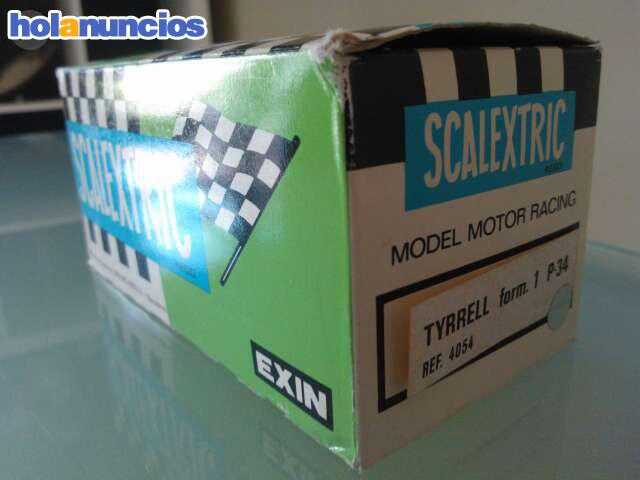 holanuncios
SCALEXTRIC
EXIN
SCALEXTRIC
MODEL MOTOR RACING
TYRRELL form. 1 P-34
REF. 4054